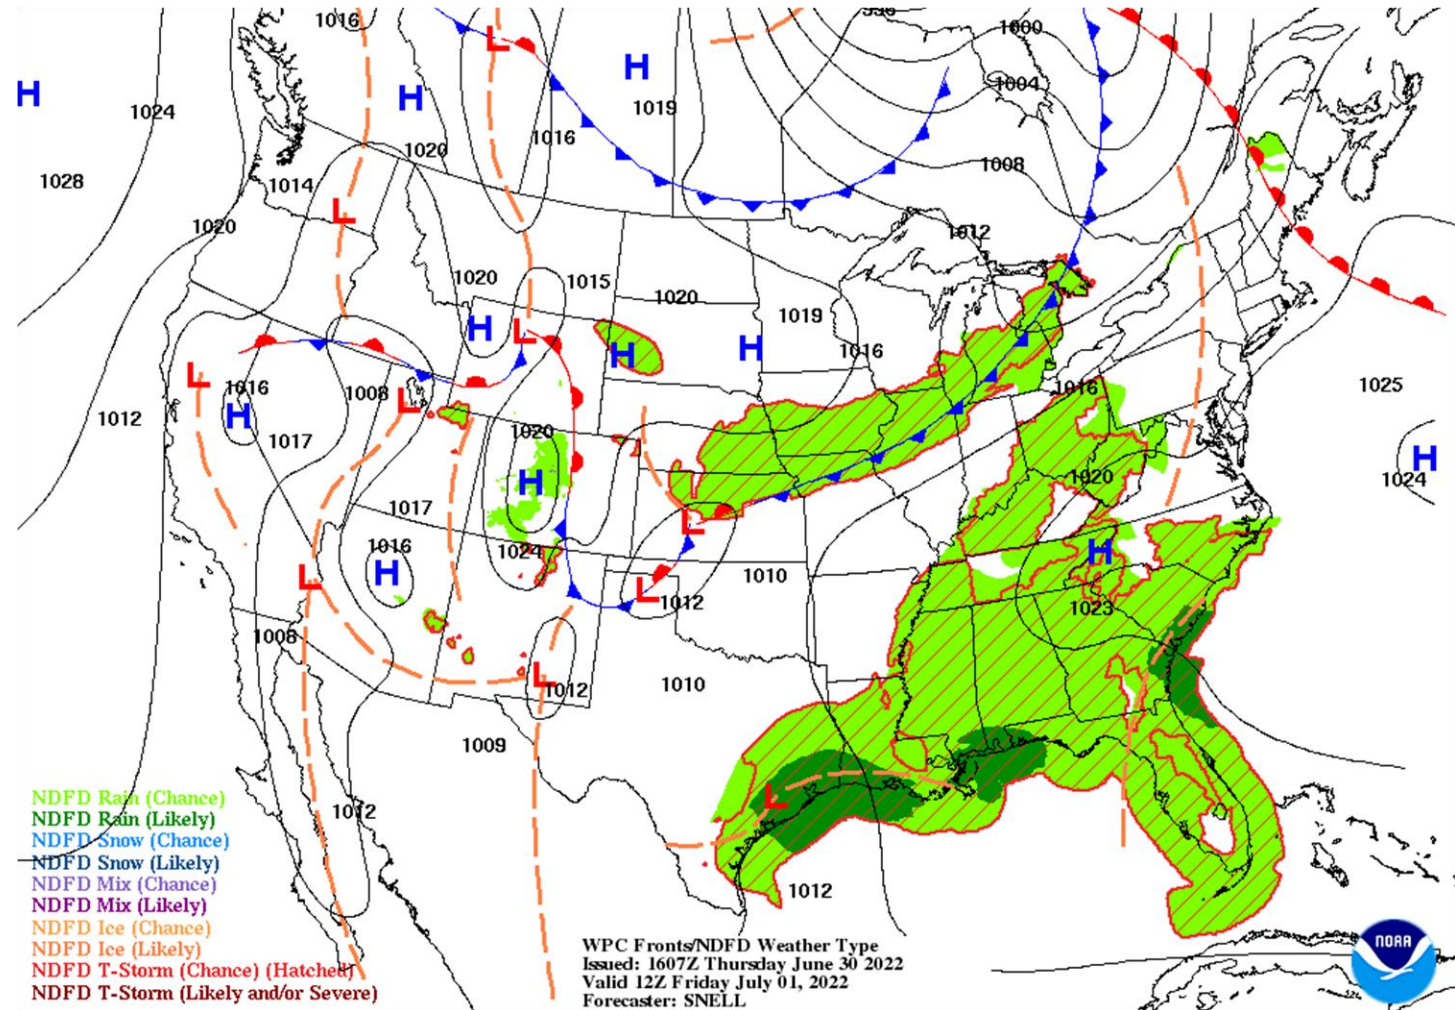 1016
996
1000
H
L
H
H
1024
1019
1004
1016
1020
1008
1028
1014
L
1020
1012
1020
1015
1020
1019
H
L
H
H
1016
L
1016
1008
L
1016
1025
1012
H
1017
1020
H
1020
H
1024
1017
L
1016
1024
H
H
L
1010
L
1012
1023
1008
L
1012
1010
1009
L
1012
1012
NDFD Rain (Chance)
NDFD Rain (Likely)
NDFD Snow (Chance)
NDFD Snow (Likely)
NDFD Mix (Chance)
NDFD Mix (Likely)
NDFD Ice (Chance)
NDFD Ice (Likely)
NDFD T-Storm (Chance) (Hatched)
NDFD T-Storm (Likely and/or Severe)
WPC Fronts/NDFD Weather Type
Issued: 1607Z Thursday June 30 2022
Valid 12Z Friday July 01, 2022
Forecaster: SNELL
NOAA